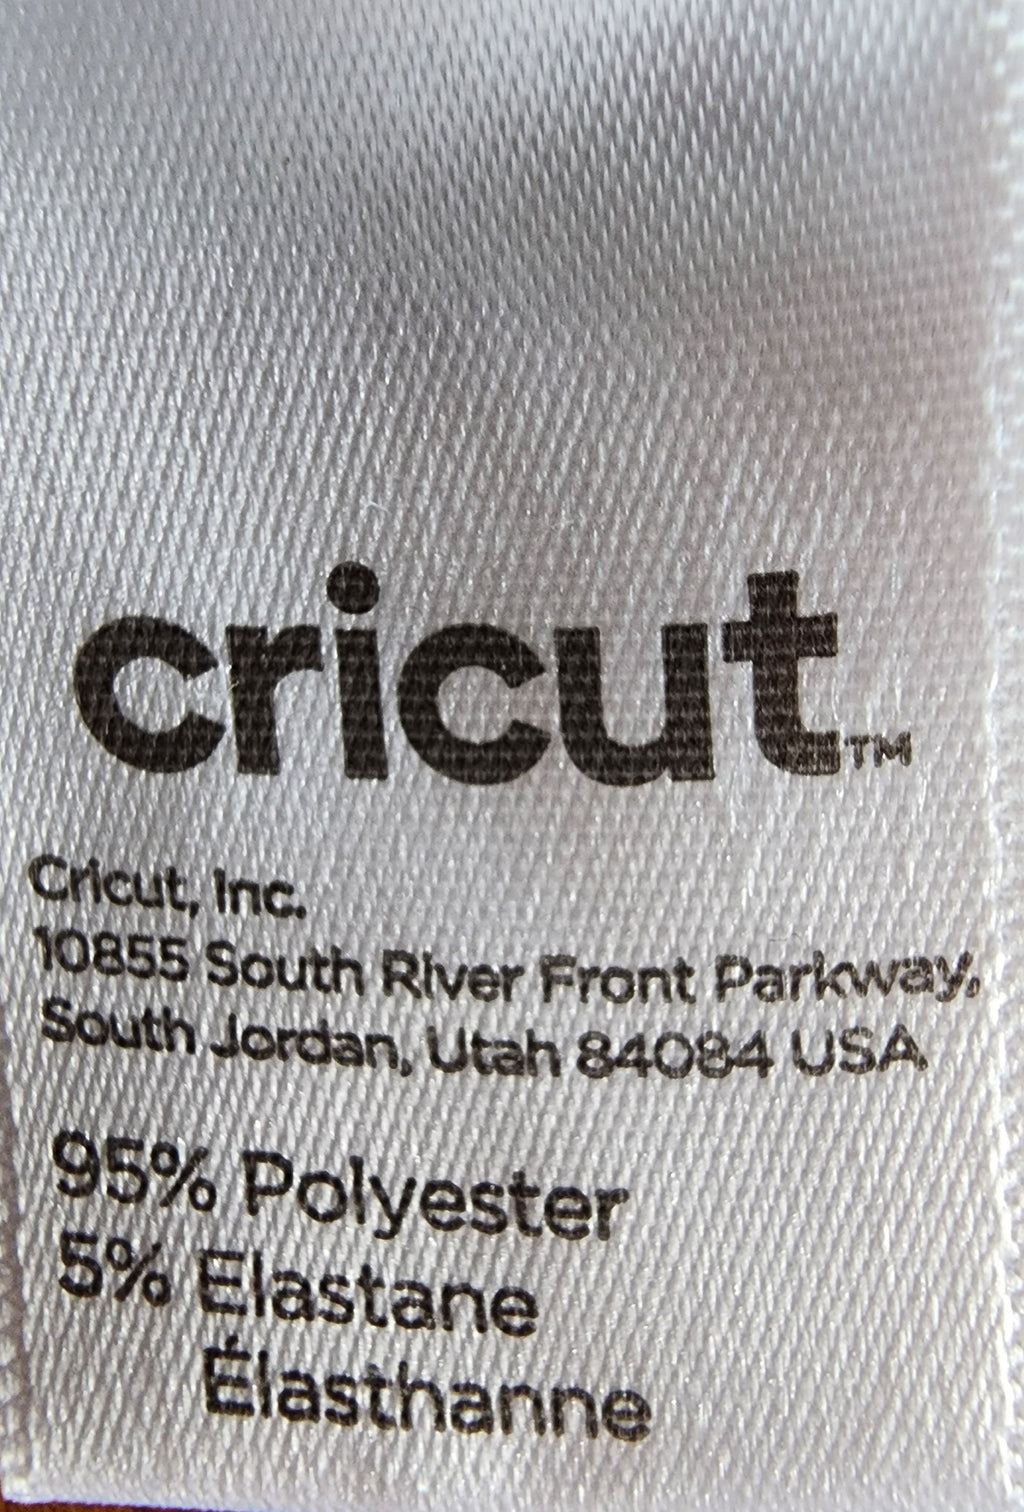 cricut™
Cricut, Inc.
10855 South River Front Parkway,
South Jordan, Utah 84084 USA
95% Polyester
5% Elastane
Élasthanne